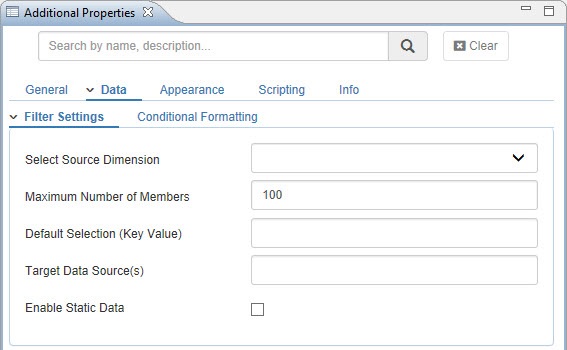 Additional Properties
Search by name, description...
Clear
General Data Appearance Scripting Info
Filter Settings Conditional Formatting
Select Source Dimension
Maximum Number of Members 100
Default Selection (Key Value)
Target Data Source(s)
Enable Static Data